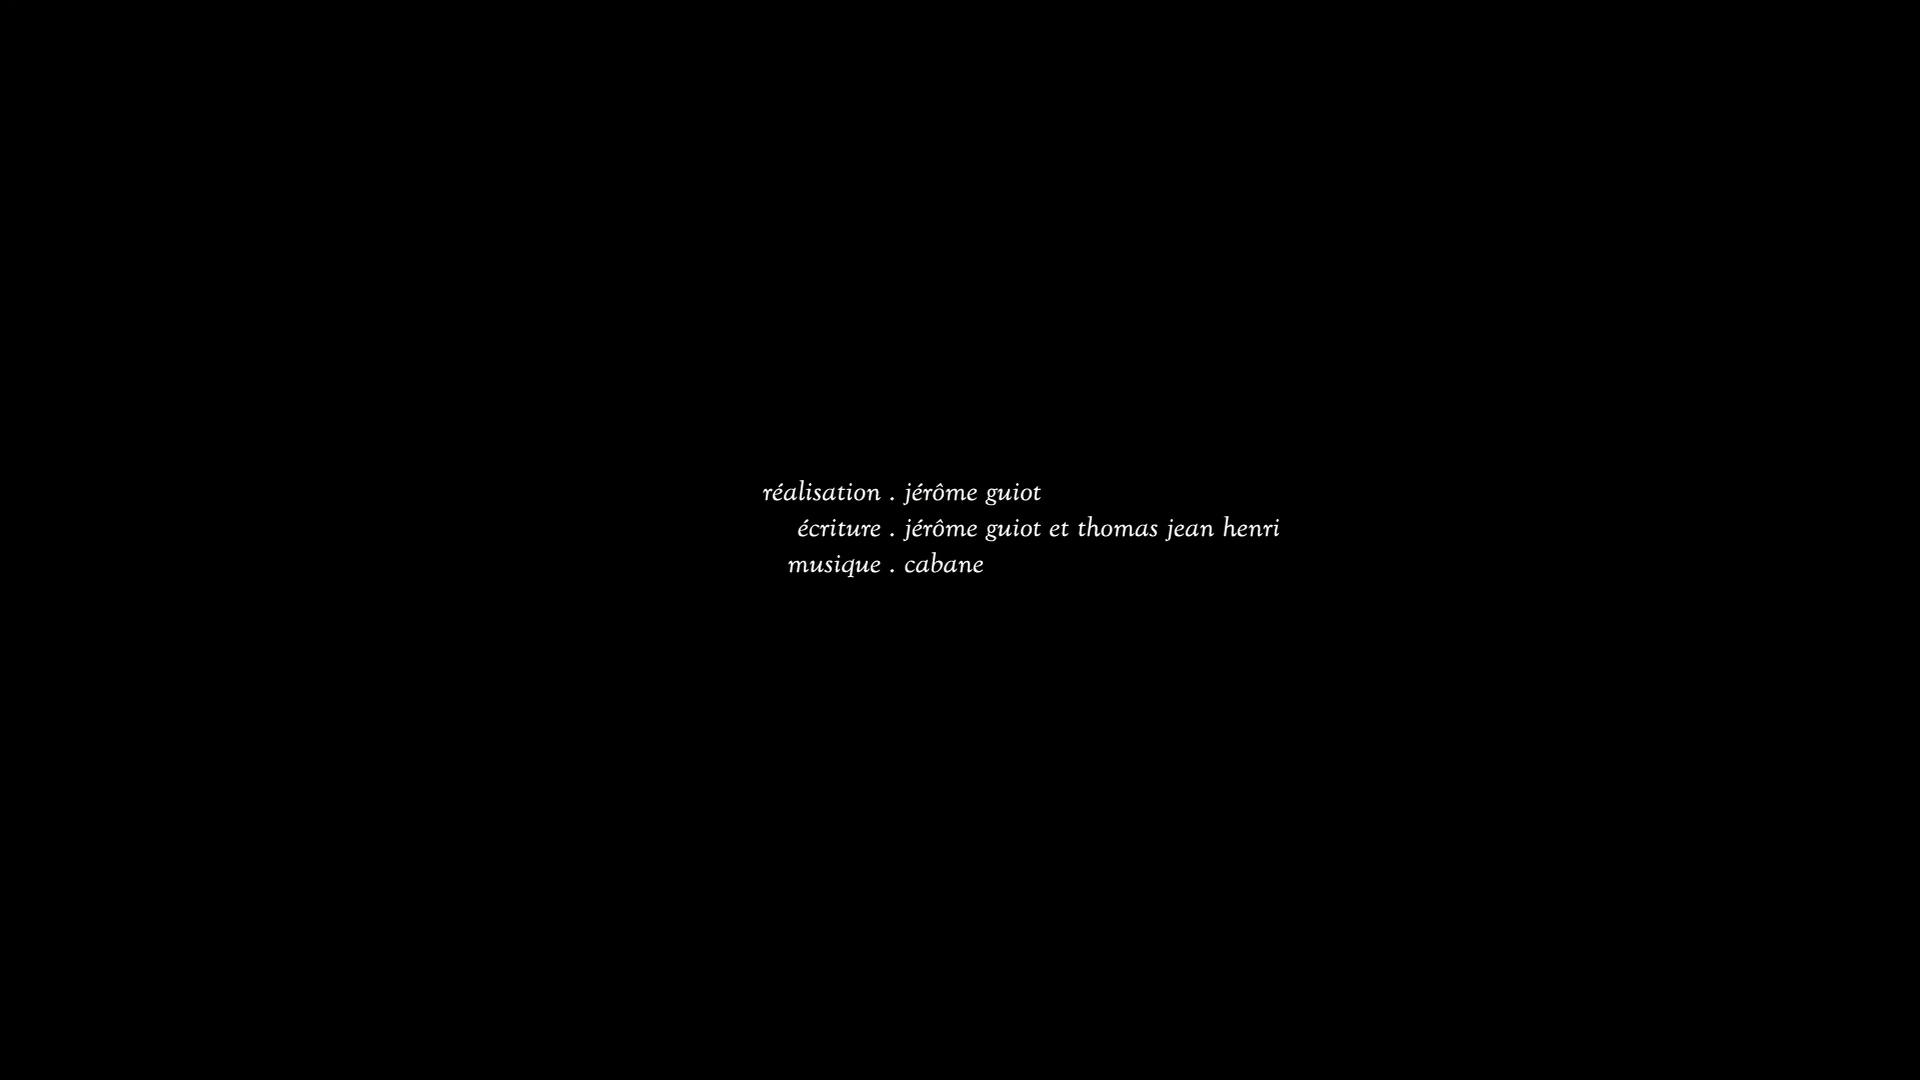 réalisation . jérôme guiot
écriture . jérôme guiot et thomas jean henri
musique . cabane